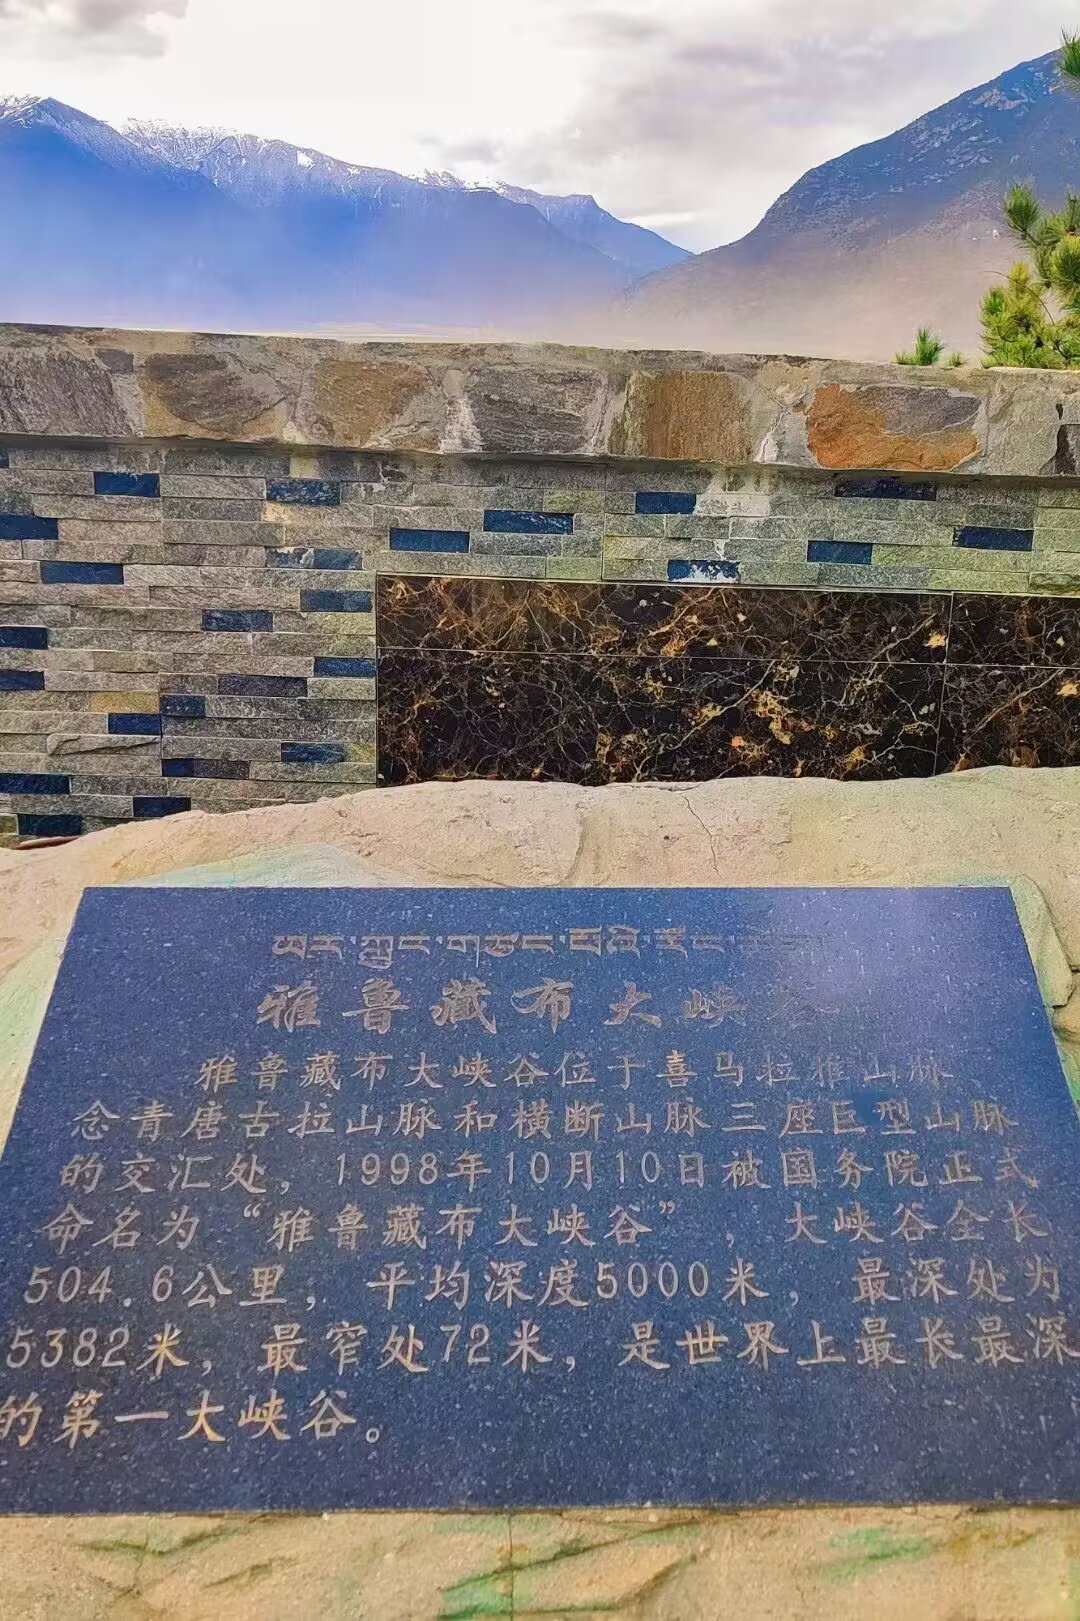 ཡར་ཀླུང་གཙང་པོའི་རོང་
雅鲁藏布大峡谷
雅鲁藏布大峡谷位于喜马拉雅山脉
念青唐古拉山脉和横断山脉三座巨型山脉
的交汇处，1998年10月10日被国务院正式
命名为“雅鲁藏布大峡谷”，大峡谷全长
504.6公里，平均深度5000米，最深处为
5382米，最窄处72米，是世界上最长最深
的第一大峡谷。